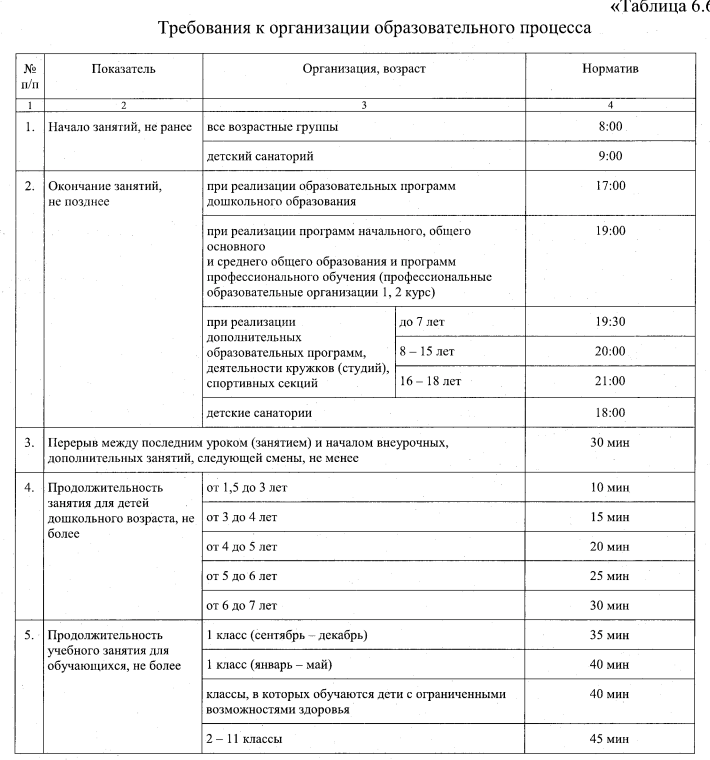 «Таблица 6.6
Требования к организации образовательного процесса
№ п/п
Показатель
Организация, возраст
Норматив
1
2
3
4
1.
Начало занятий, не ранее
все возрастные группы
8:00
детский санаторий
9:00
2.
Окончание занятий,
не позднее
при реализации образовательных программ
дошкольного образования
17:00
при реализации программ начального, общего
основного
и среднего общего образования и программ
профессионального обучения (профессиональные
образовательные организации 1, 2 курс)
19:00
при реализации
дополнительных
образовательных программ,
деятельности кружков (студий),
спортивных секций
до 7 лет
19:30
8 – 15 лет
20:00
16 – 18 лет
21:00
детские санатории
18:00
3.
Перерыв между последним уроком (занятием) и началом внеурочных,
дополнительных занятий, следующей смены, не менее
30 мин
4.
Продолжительность
занятия для детей
дошкольного возраста, не
более
от 1,5 до 3 лет
10 мин
от 3 до 4 лет
15 мин
от 4 до 5 лет
20 мин
от 5 до 6 лет
25 мин
от 6 до 7 лет
30 мин
5.
Продолжительность
учебного занятия для
обучающихся, не более
1 класс (сентябрь – декабрь)
35 мин
1 класс (январь – май)
40 мин
классы, в которых обучаются дети с ограниченными
возможностями здоровья
40 мин
2 – 11 классы
45 мин